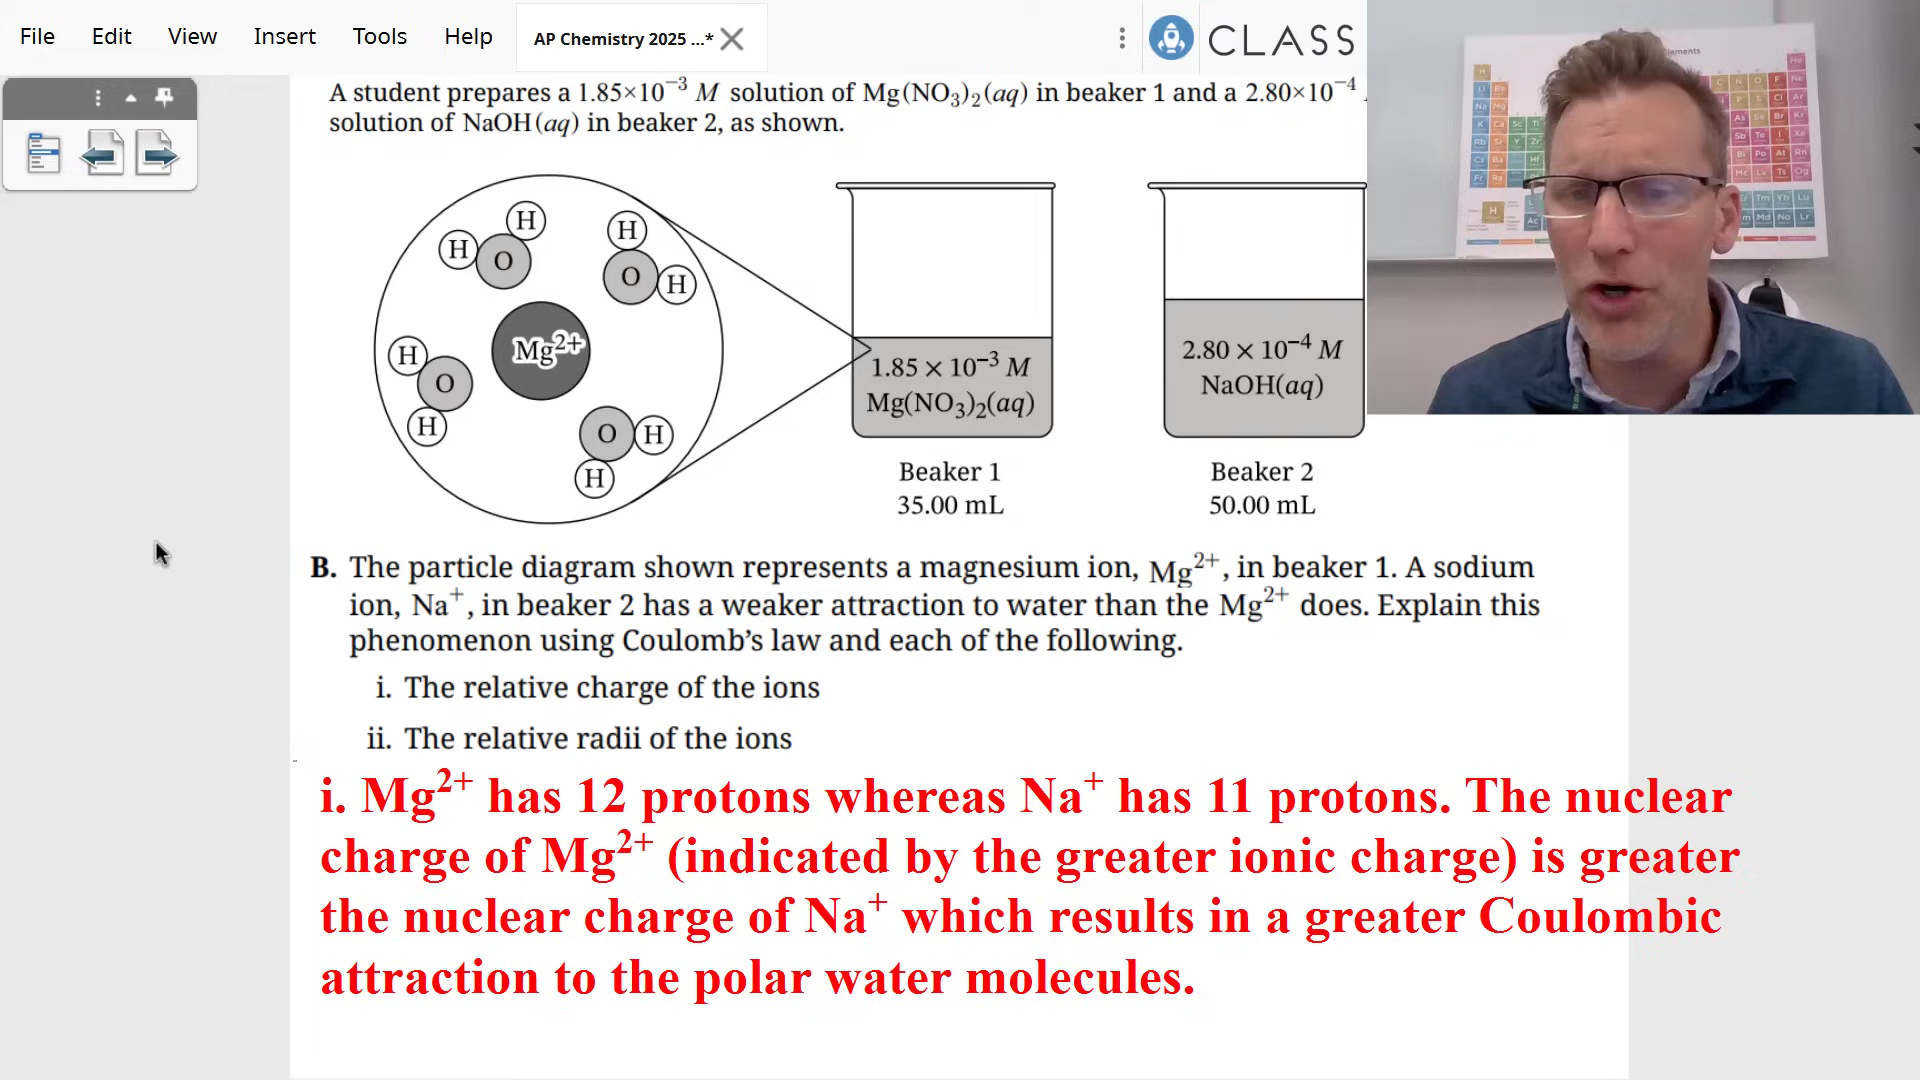 File Edit View Insert Tools Help AP Chemistry 2025 ...* CLASS
A student prepares a 1.85×10⁻³ M solution of Mg(NO₃)₂(aq) in beaker 1 and a 2.80×10⁻⁴
solution of NaOH(aq) in beaker 2, as shown.
H H O
H O H
Mg²⁺
H O H
O H H
1.85 × 10⁻³ M
Mg(NO₃)₂(aq)
Beaker 1
35.00 mL
2.80 × 10⁻⁴ M
NaOH(aq)
Beaker 2
50.00 mL
B. The particle diagram shown represents a magnesium ion, Mg²⁺, in beaker 1. A sodium
ion, Na⁺, in beaker 2 has a weaker attraction to water than the Mg²⁺ does. Explain this
phenomenon using Coulomb’s law and each of the following.
i. The relative charge of the ions
ii. The relative radii of the ions
i. Mg²⁺ has 12 protons whereas Na⁺ has 11 protons. The nuclear
charge of Mg²⁺ (indicated by the greater ionic charge) is greater
the nuclear charge of Na⁺ which results in a greater Coulombic
attraction to the polar water molecules.